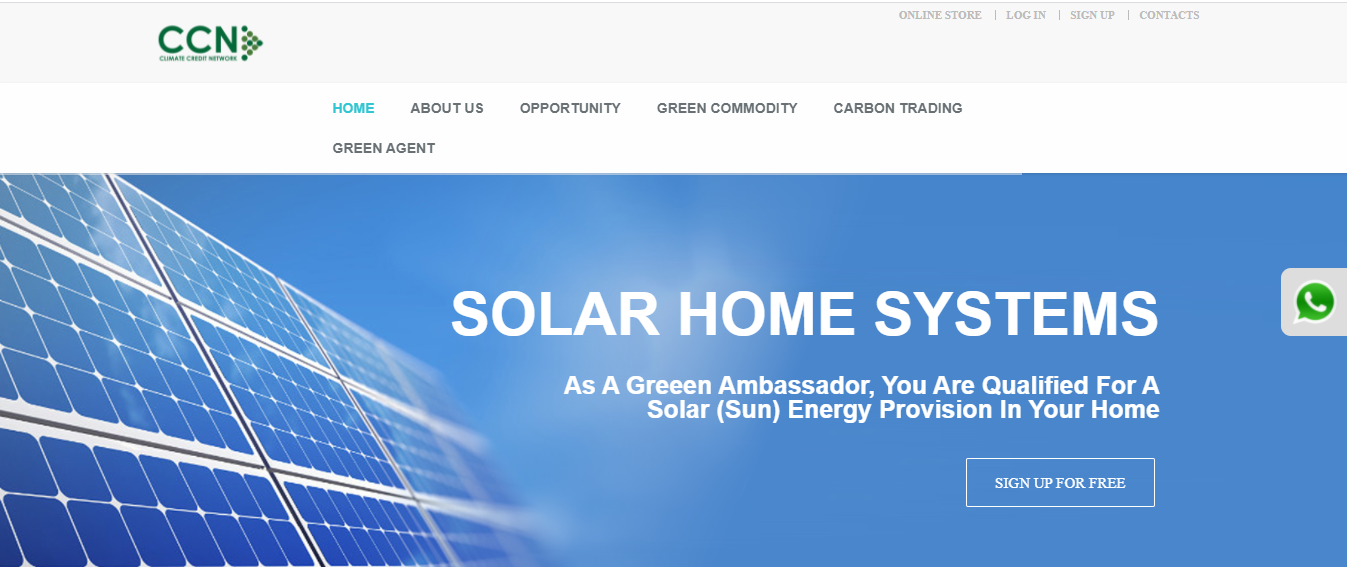 ONLINE STORE | LOG IN | SIGN UP | CONTACTS
CCN
CLIMATE CREDIT NETWORK
HOME ABOUT US OPPORTUNITY GREEN COMMODITY CARBON TRADING
GREEN AGENT
SOLAR HOME SYSTEMS
As A Greeen Ambassador, You Are Qualified For A
Solar (Sun) Energy Provision In Your Home
SIGN UP FOR FREE